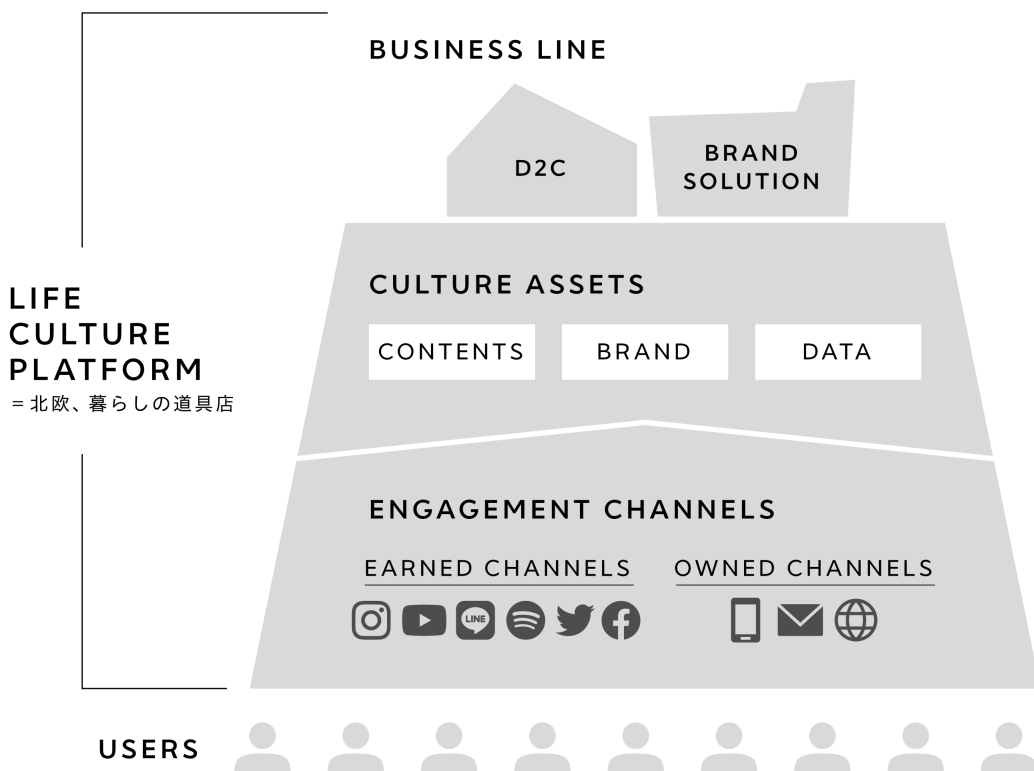 BUSINESS LINE
D2C
BRAND
SOLUTION
LIFE
CULTURE
PLATFORM
=北欧、暮らしの道具店
CULTURE ASSETS
CONTENTS
BRAND
DATA
ENGAGEMENT CHANNELS
EARNED CHANNELS
OWNED CHANNELS
LINE
USERS